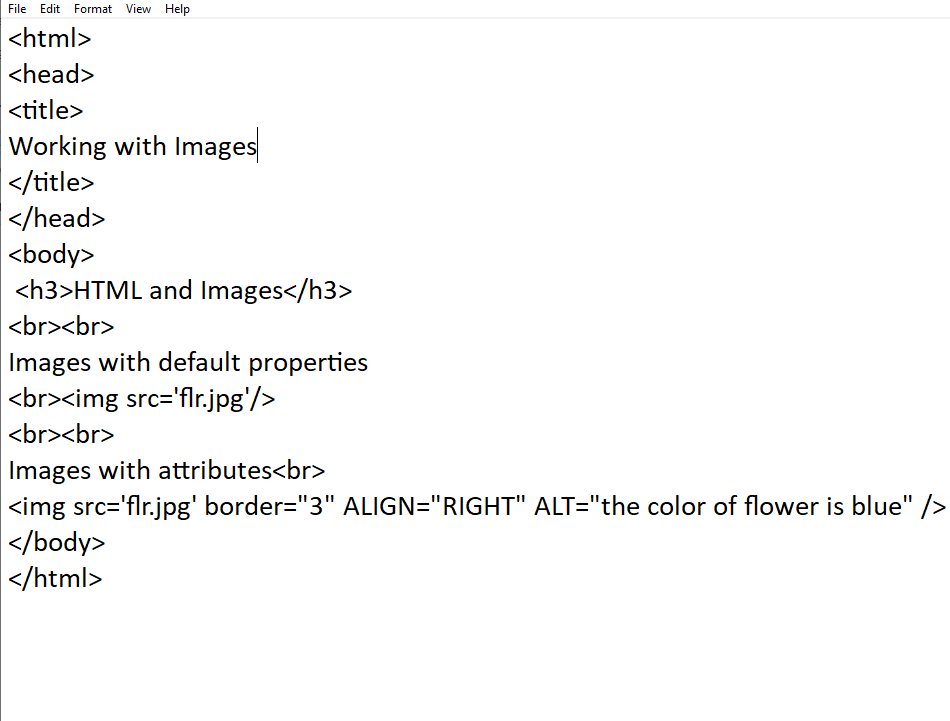 File Edit Format View Help
<html>
<head>
<title>
Working with Images
</title>
</head>
<body>
<h3>HTML and Images</h3>
<br><br>
Images with default properties
<br><img src='flr.jpg'/>
<br><br>
Images with attributes<br>
<img src='flr.jpg' border="3" ALIGN="RIGHT" ALT="the color of flower is blue" />
</body>
</html>